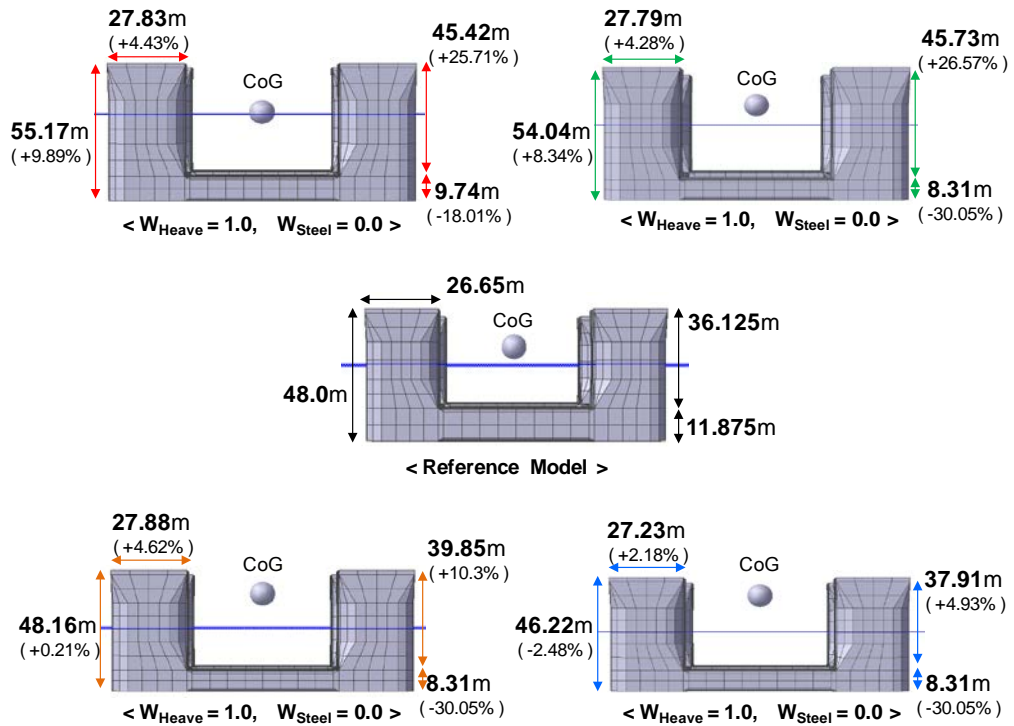 27.83m
(+4.43%)
45.42m
(+25.71%)
CoG
55.17m
(+9.89%)
9.74m
(-18.01%)
< WHeave = 1.0, WSteel = 0.0 >
27.79m
(+4.28%)
45.73m
(+26.57%)
CoG
54.04m
(+8.34%)
8.31m
(-30.05%)
< WHeave = 1.0, WSteel = 0.0 >
26.65m
CoG
36.125m
48.0m
11.875m
< Reference Model >
27.88m
(+4.62%)
39.85m
(+10.3%)
CoG
48.16m
(+0.21%)
8.31m
(-30.05%)
< WHeave = 1.0, WSteel = 0.0 >
27.23m
(+2.18%)
CoG
37.91m
(+4.93%)
46.22m
(-2.48%)
8.31m
(-30.05%)
< WHeave = 1.0, WSteel = 0.0 >